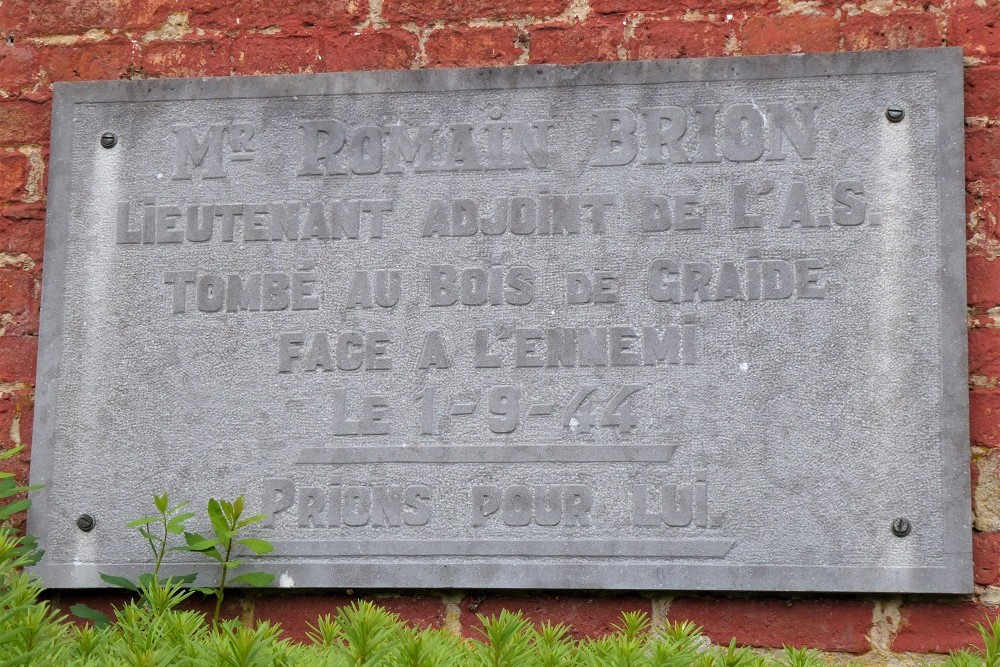 Mr Romain BRION
Lieutenant adjoint de l'A.S.
Tombé au Bois de Graide
face a l'ennemi
le 1-9-44
Prions pour lui.